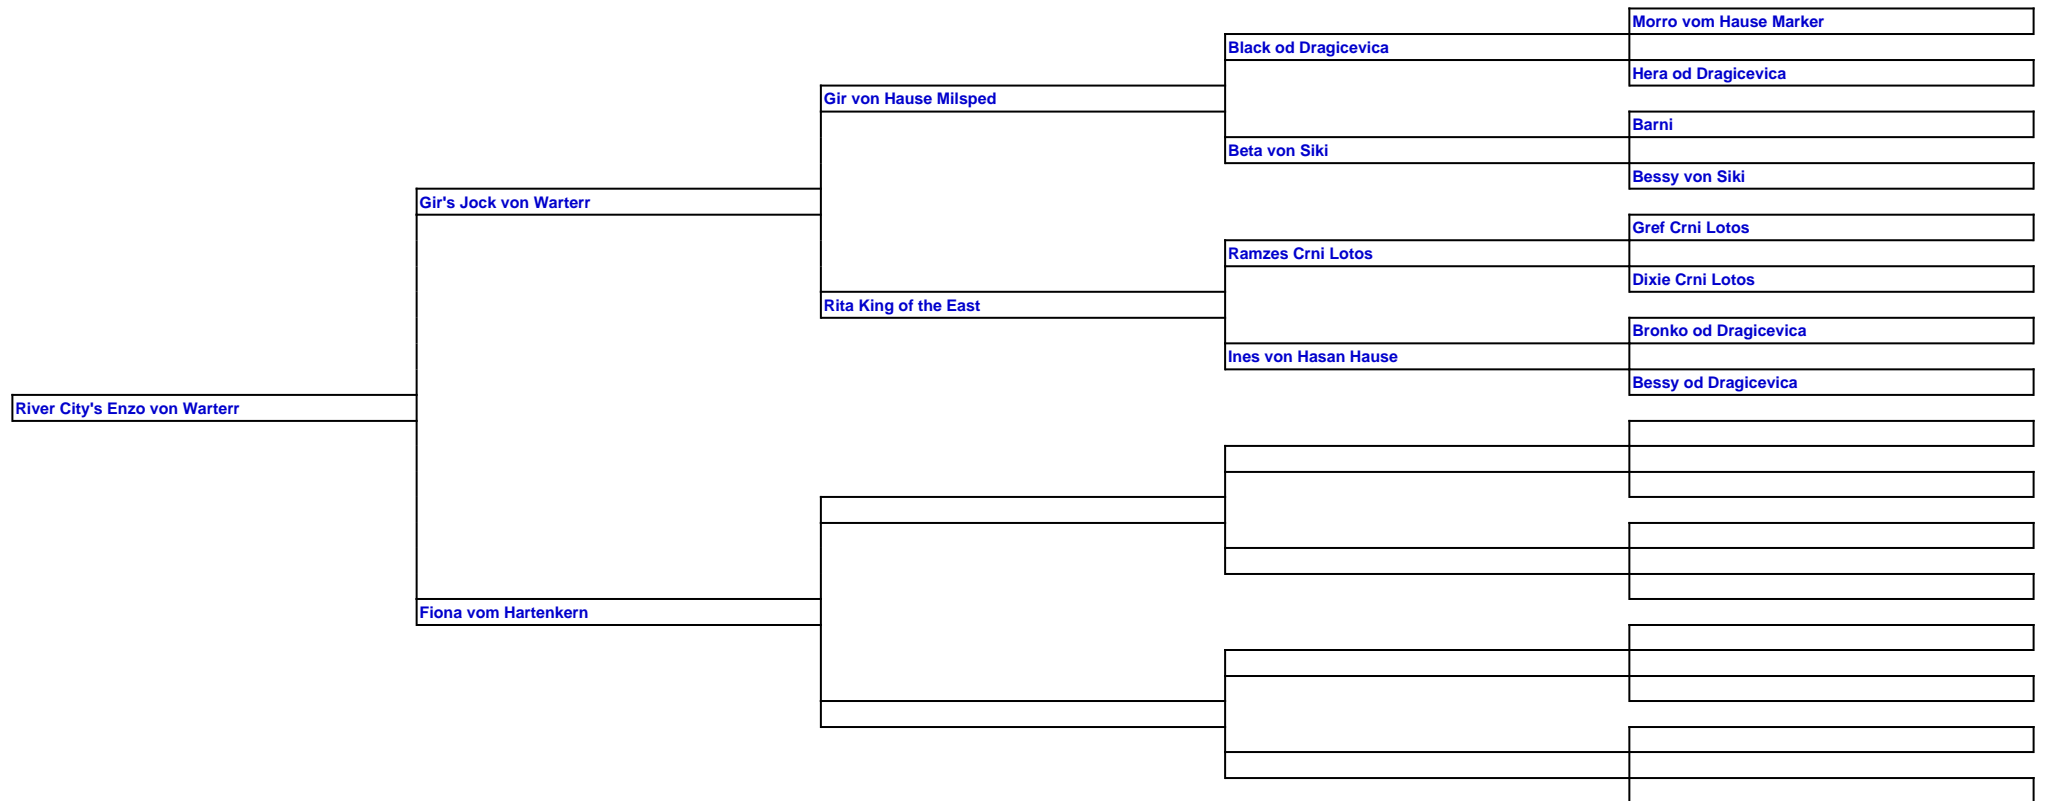 Morro vom Hause Marker
Black od Dragicevica
Hera od Dragicevica
Gir von Hause Milsped
Barni
Beta von Siki
Bessy von Siki
Gir's Jock von Warterr
Gref Crni Lotos
Ramzes Crni Lotos
Dixie Crni Lotos
Rita King of the East
Bronko od Dragicevica
Ines von Hasan Hause
Bessy od Dragicevica
River City's Enzo von Warterr
Fiona vom Hartenkern